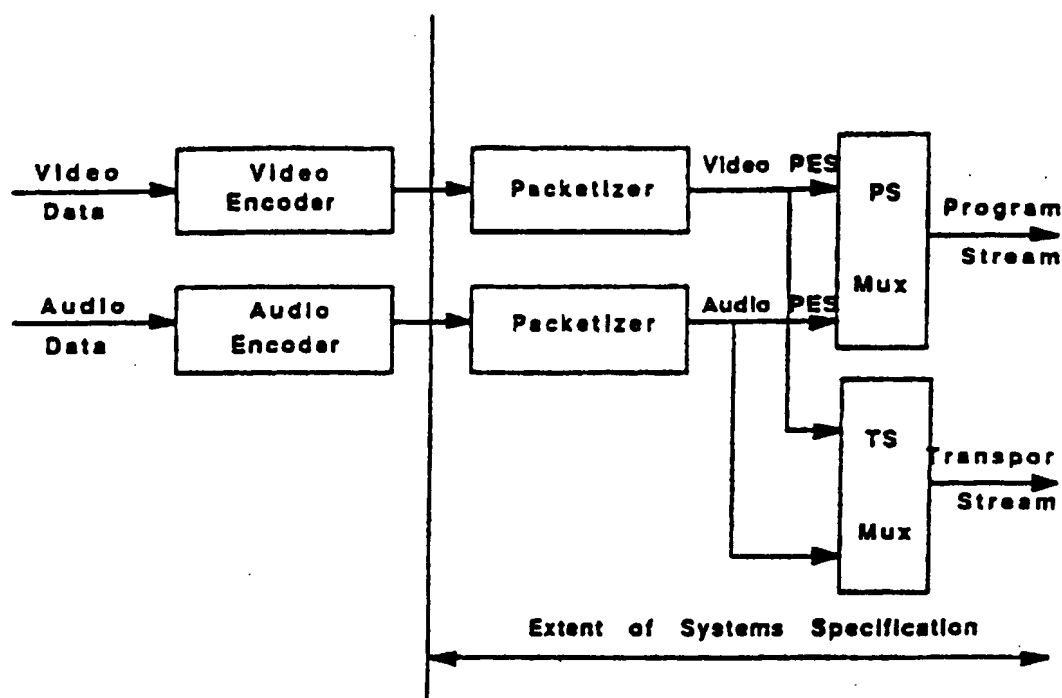 Video
Data
Video
Encoder
Packetizer
Video PES
PS
Mux
Program
Stream
Audio
Data
Audio
Encoder
Packetizer
Audio PES
TS
Mux
Transpor
Stream
Extent of Systems Specification